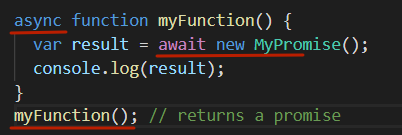 async function myFunction() {
  var result = await new MyPromise();
  console.log(result);
}
myFunction(); // returns a promise